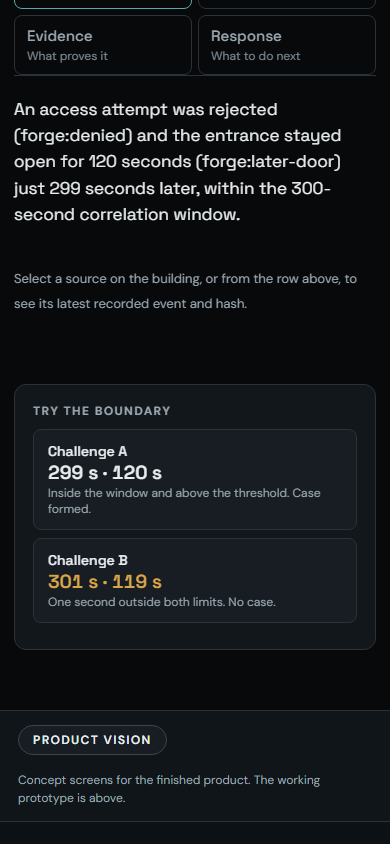 Evidence
What proves it
Response
What to do next
An access attempt was rejected
(forge:denied) and the entrance stayed
open for 120 seconds (forge:later-door)
just 299 seconds later, within the 300-
second correlation window.
Select a source on the building, or from the row above, to
see its latest recorded event and hash.
TRY THE BOUNDARY
Challenge A
299 s · 120 s
Inside the window and above the threshold. Case
formed.
Challenge B
301 s · 119 s
One second outside both limits. No case.
PRODUCT VISION
Concept screens for the finished product. The working
prototype is above.